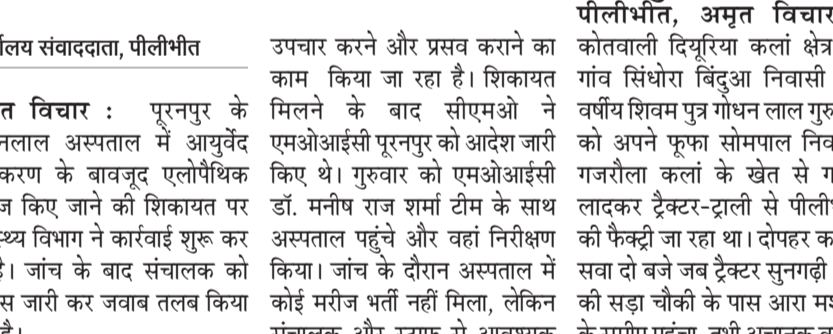 संवाददाता, पीलीभीत
विचार : पूरनपुर के
अस्पताल में आयुर्वेद
के बावजूद एलोपैथिक
किए जाने की शिकायत पर
विभाग ने कार्रवाई शुरू कर
जांच के बाद संचालक को
जारी कर जवाब तलब किया
उपचार करने और प्रसव कराने का
काम किया जा रहा है। शिकायत
मिलने के बाद सीएमओ ने
एमओआईसी पूरनपुर को आदेश जारी
किए थे। गुरुवार को एमओआईसी
डॉ. मनीष राज शर्मा टीम के साथ
अस्पताल पहुंचे और वहां निरीक्षण
किया। जांच के दौरान अस्पताल में
कोई मरीज भर्ती नहीं मिला, लेकिन
पीलीभीत, अमृत विचार
कोतवाली दियूरिया कलां क्षेत्र
गांव सिंधोरा बिंदुआ निवासी
वर्षीय शिवम पुत्र गोधन लाल
को अपने फूफा सोमपाल
गजरौला कलां के खेत से
लादकर ट्रैक्टर-ट्राली से
की फैक्ट्री जा रहा था। दोपहर
सवा दो बजे जब ट्रैक्टर सुनगढ़ी
की सड़ा चौकी के पास आरा